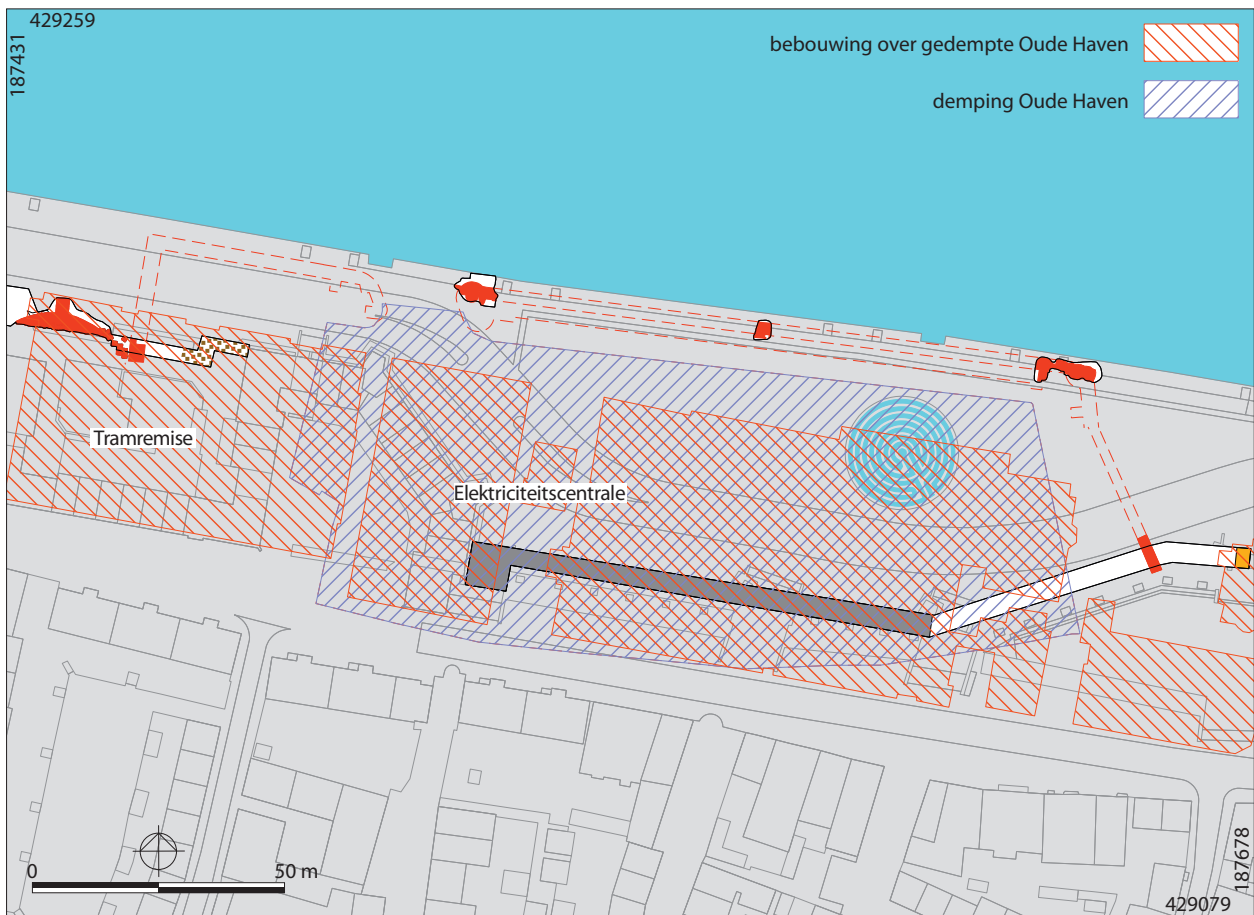 429259
187431
bebouwing over gedempte Oude Haven
demping Oude Haven
Tramremise
Elektriciteitscentrale
0 50 m
187678
429079